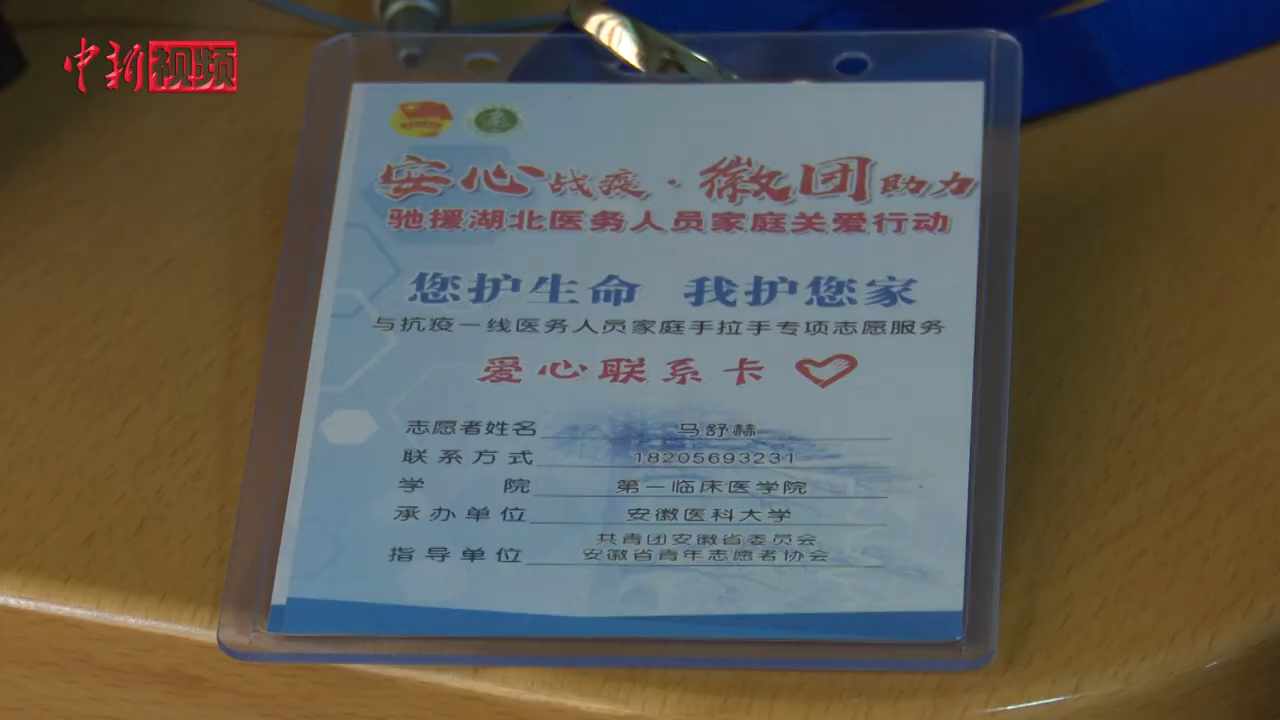 中新视频
安心战疫·徽团助力
驰援湖北医务人员家庭关爱行动
您护生命 我护您家
与抗疫一线医务人员家庭手拉手专项志愿服务
爱心联系卡
志愿者姓名 马舒赫
联系方式 18205693231
学院 第一临床医学院
承办单位 安徽医科大学
指导单位 共青团安徽省委员会
安徽省青年志愿者协会